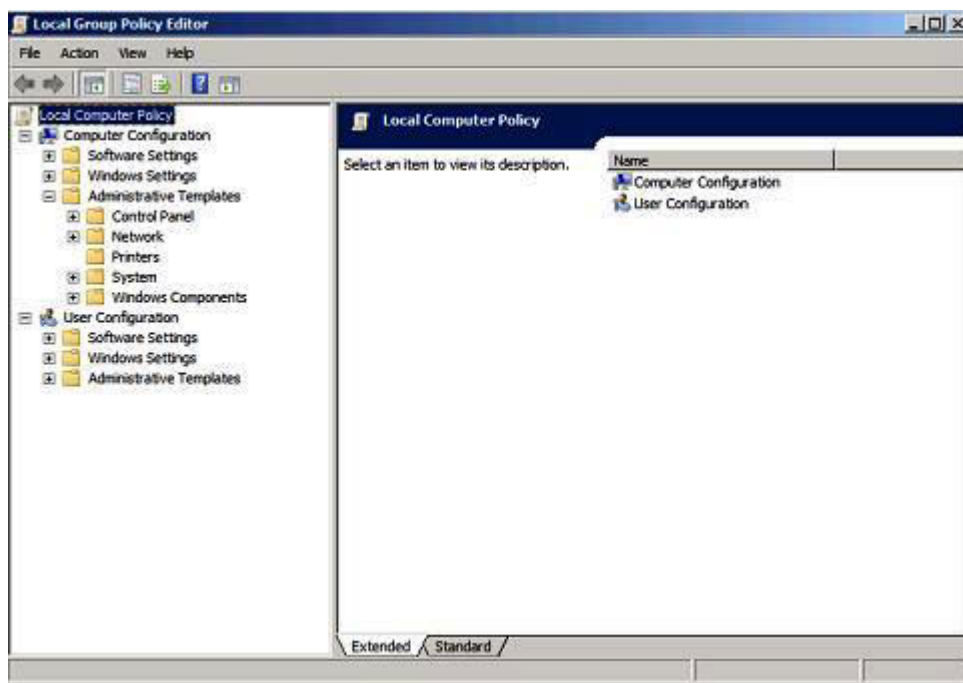 Local Group Policy Editor
File Action View Help
Local Computer Policy
Computer Configuration
Software Settings
Windows Settings
Administrative Templates
Control Panel
Network
Printers
System
Windows Components
User Configuration
Software Settings
Windows Settings
Administrative Templates
Local Computer Policy
Select an item to view its description.
Name
Computer Configuration
User Configuration
Extended Standard